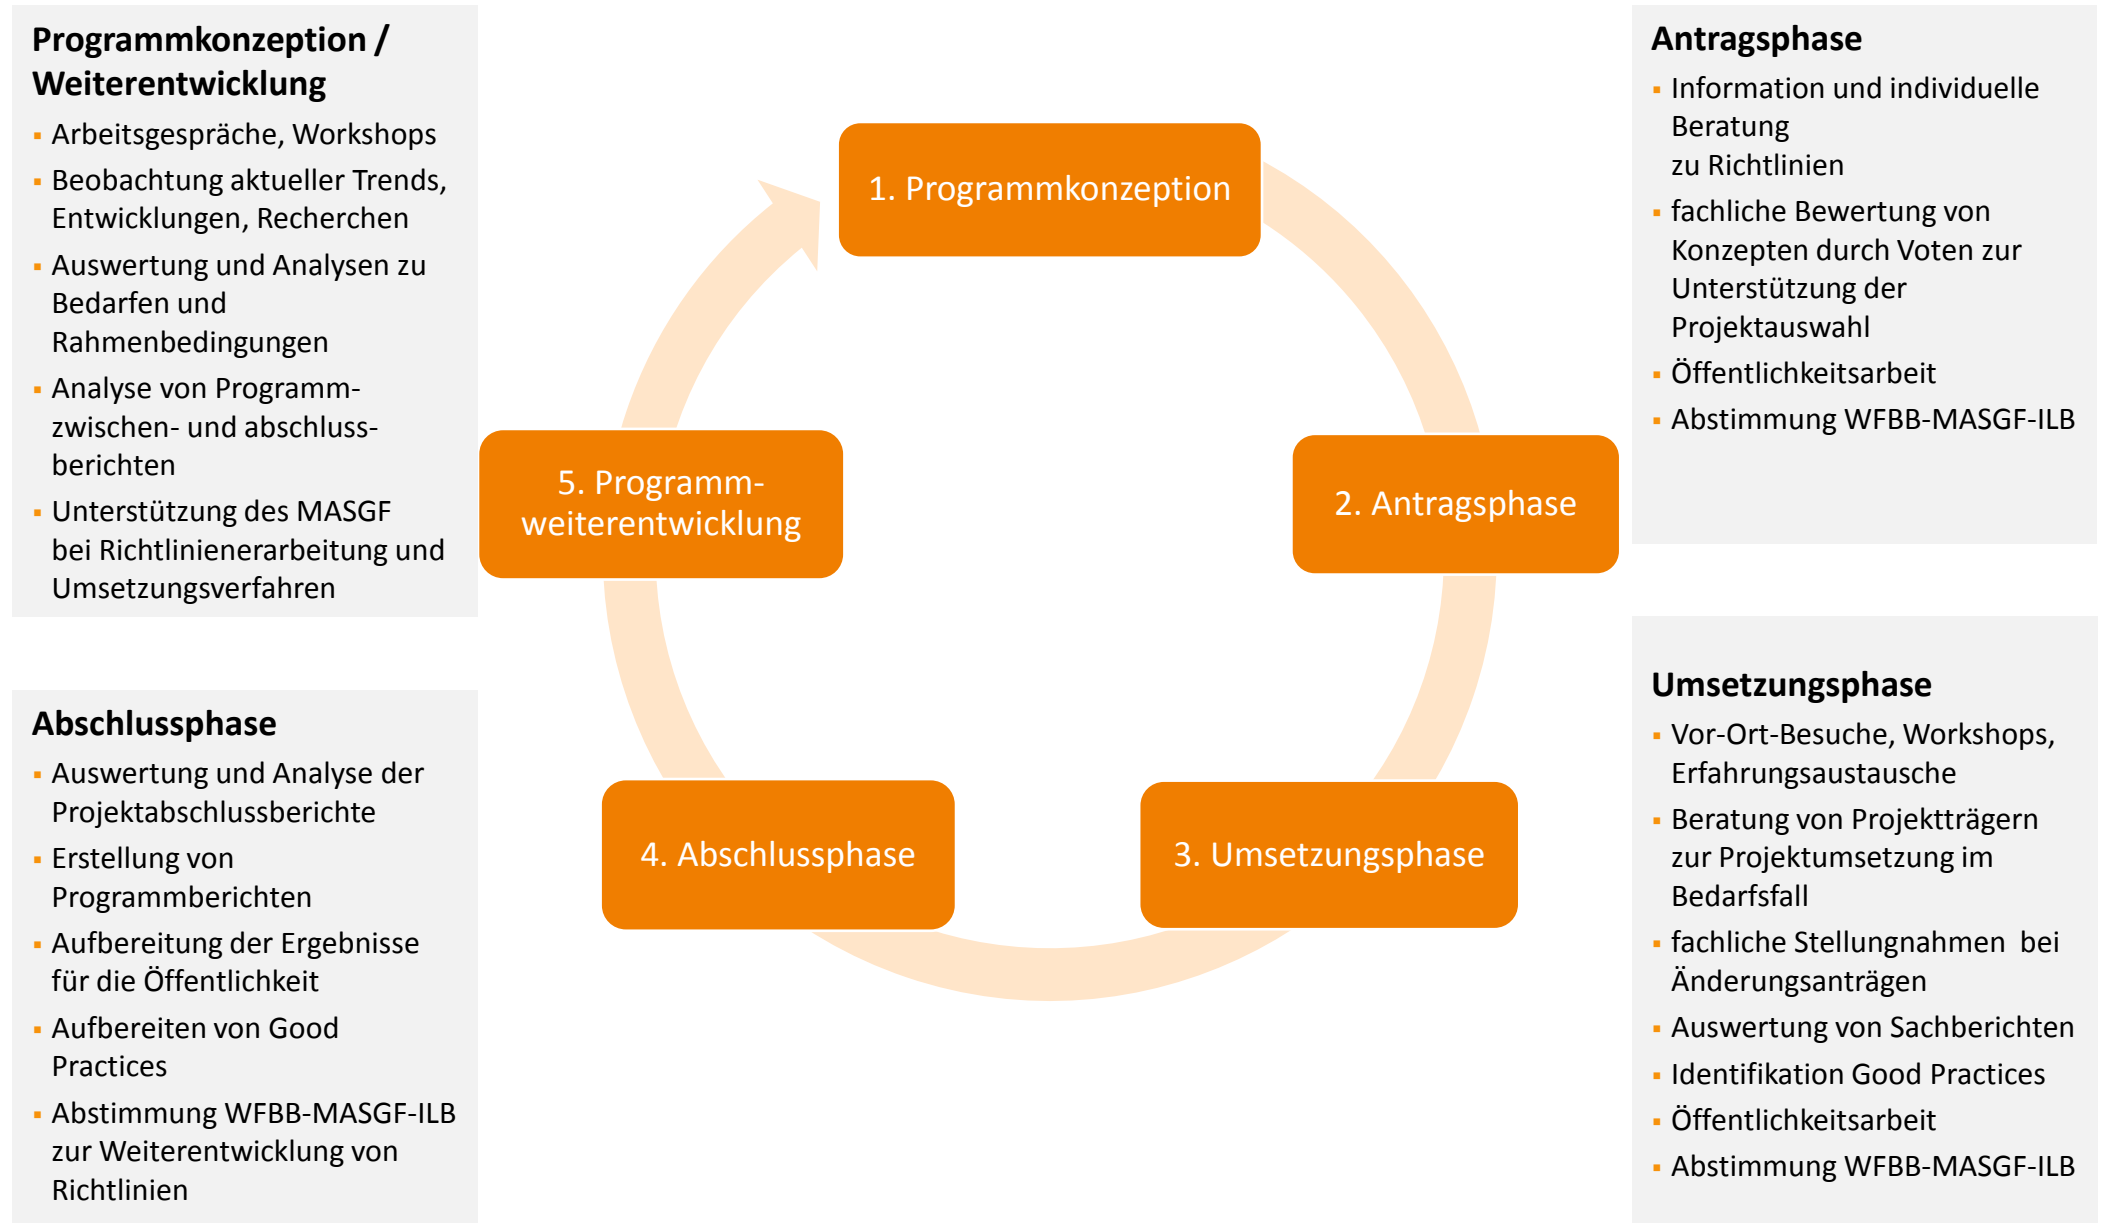 Programmkonzeption /
Weiterentwicklung
▪ Arbeitsgespräche, Workshops
▪ Beobachtung aktueller Trends,
Entwicklungen, Recherchen
▪ Auswertung und Analysen zu
Bedarfen und
Rahmenbedingungen
▪ Analyse von Programm-
zwischen- und abschluss-
berichten
▪ Unterstützung des MASGF
bei Richtlinienerarbeitung und
Umsetzungsverfahren
1. Programmkonzeption
Antragsphase
▪ Information und individuelle
Beratung
zu Richtlinien
▪ fachliche Bewertung von
Konzepten durch Voten zur
Unterstützung der
Projektauswahl
▪ Öffentlichkeitsarbeit
▪ Abstimmung WFBB-MASGF-ILB
5. Programm-
weiterentwicklung
2. Antragsphase
Abschlussphase
▪ Auswertung und Analyse der
Projektabschlussberichte
▪ Erstellung von
Programmberichten
▪ Aufbereitung der Ergebnisse
für die Öffentlichkeit
▪ Aufbereiten von Good
Practices
▪ Abstimmung WFBB-MASGF-ILB
zur Weiterentwicklung von
Richtlinien
4. Abschlussphase
3. Umsetzungsphase
Umsetzungsphase
▪ Vor-Ort-Besuche, Workshops,
Erfahrungsaustausche
▪ Beratung von Projektträgern
zur Projektumsetzung im
Bedarfsfall
▪ fachliche Stellungnahmen  bei
Änderungsanträgen
▪ Auswertung von Sachberichten
▪ Identifikation Good Practices
▪ Öffentlichkeitsarbeit
▪ Abstimmung WFBB-MASGF-ILB